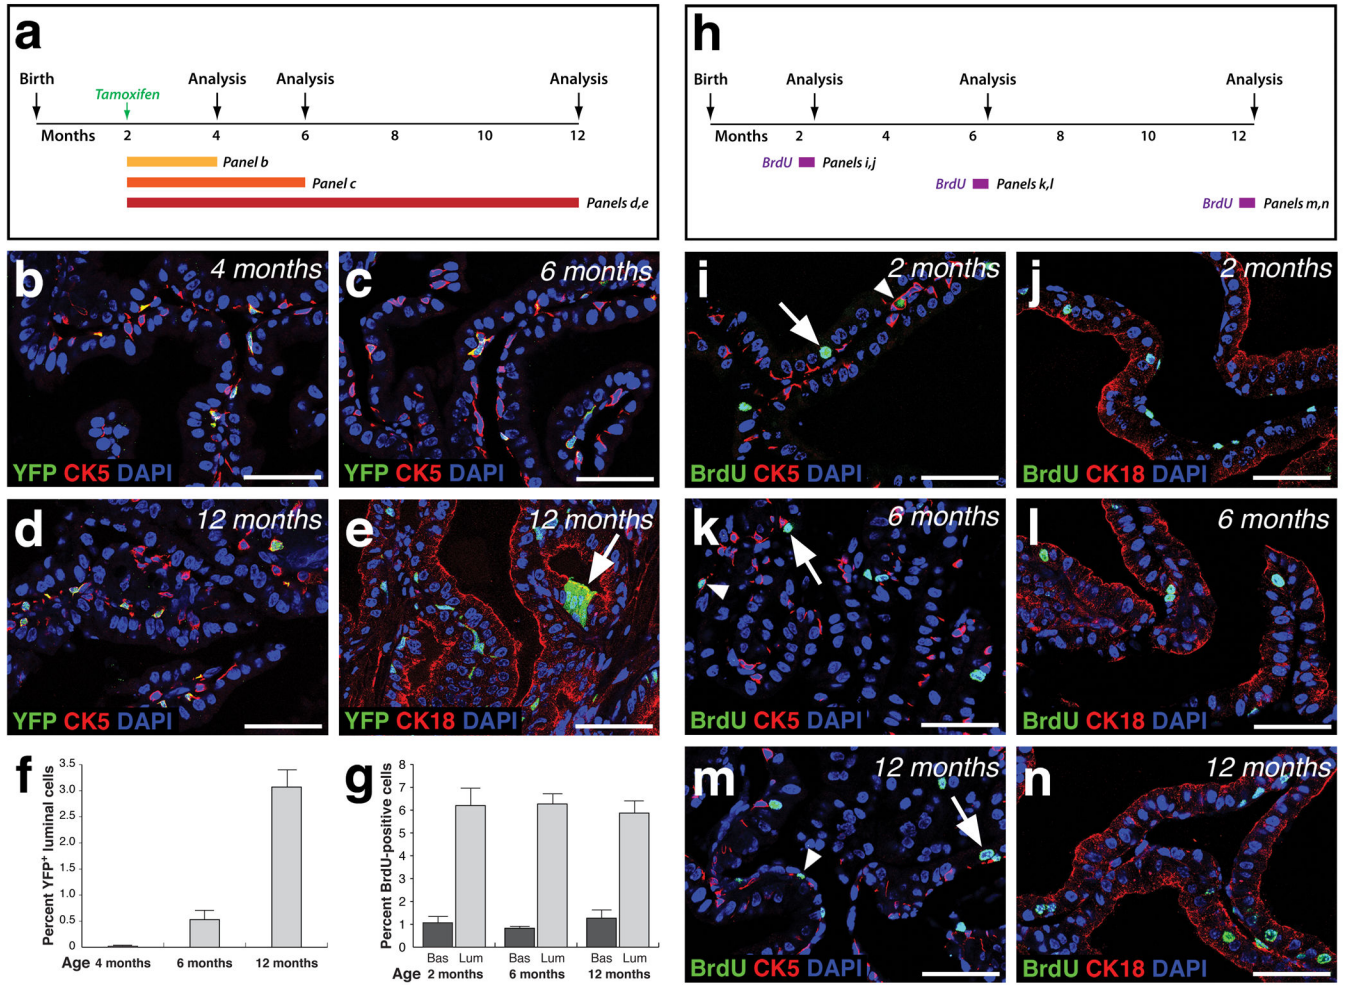 a
Birth
Tamoxifen
Analysis
Analysis
Analysis
Months 2 4 6 8 10 12
Panel b
Panel c
Panels d,e
h
Birth
Analysis
Analysis
Analysis
Months 2 4 6 8 10 12
BrdU Panels i,j
BrdU Panels k,l
BrdU Panels m,n
b 4 months
YFP CK5 DAPI
c 6 months
YFP CK5 DAPI
d 12 months
YFP CK5 DAPI
e 12 months
YFP CK18 DAPI
f
Percent YFP+ luminal cells
3.5
3.0
2.5
2.0
1.5
1.0
0.5
0
Age 4 months 6 months 12 months
g
Percent BrdU-positive cells
8
7
6
5
4
3
2
1
0
Bas Lum Bas Lum Bas Lum
Age 2 months 6 months 12 months
i 2 months
BrdU CK5 DAPI
j 2 months
BrdU CK18 DAPI
k 6 months
BrdU CK5 DAPI
l 6 months
BrdU CK18 DAPI
m 12 months
BrdU CK5 DAPI
n 12 months
BrdU CK18 DAPI